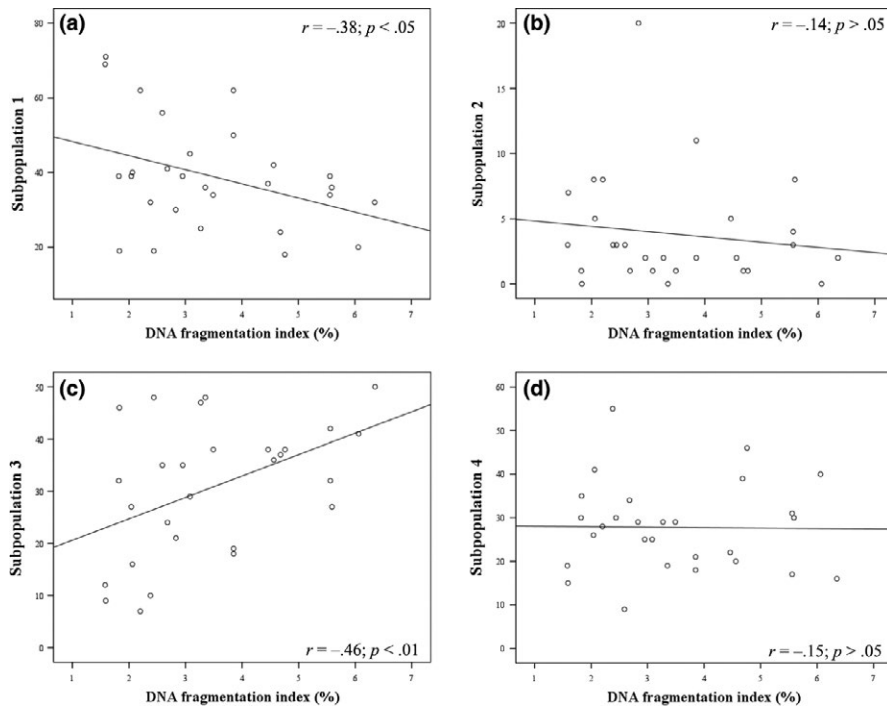 (a)
r = –.38; p < .05
80
60
40
20
Subpopulation 1
1 2 3 4 5 6 7
DNA fragmentation index (%)
(b)
r = –.14; p > .05
20
15
10
5
0
Subpopulation 2
1 2 3 4 5 6 7
DNA fragmentation index (%)
(c)
50
40
30
20
10
0
Subpopulation 3
r = –.46; p < .01
1 2 3 4 5 6 7
DNA fragmentation index (%)
(d)
60
50
40
30
20
10
0
Subpopulation 4
r = –.15; p > .05
1 2 3 4 5 6 7
DNA fragmentation index (%)